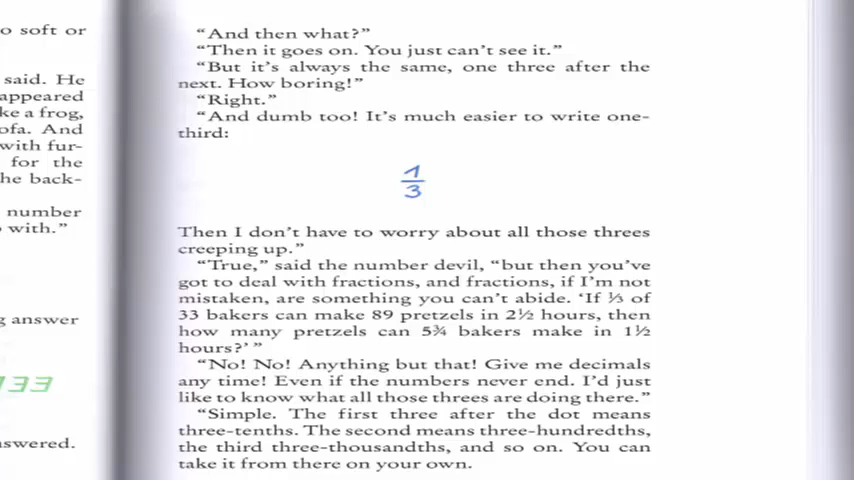 o soft or
said. He
appeared
ke a frog,
ofa. And
with fur-
for the
he back-
number
with."
g answer
133
nswered.
"And then what?"
"Then it goes on. You just can't see it."
"But it's always the same, one three after the
next. How boring!"
"Right."
"And dumb too! It's much easier to write one-
third:
1
3
Then I don't have to worry about all those threes
creeping up."
"True," said the number devil, "but then you've
got to deal with fractions, and fractions, if I'm not
mistaken, are something you can't abide. 'If ⅓ of
33 bakers can make 89 pretzels in 2½ hours, then
how many pretzels can 5¾ bakers make in 1½
hours?'"
"No! No! Anything but that! Give me decimals
any time! Even if the numbers never end. I'd just
like to know what all those threes are doing there."
"Simple. The first three after the dot means
three-tenths. The second means three-hundredths,
the third three-thousandths, and so on. You can
take it from there on your own.